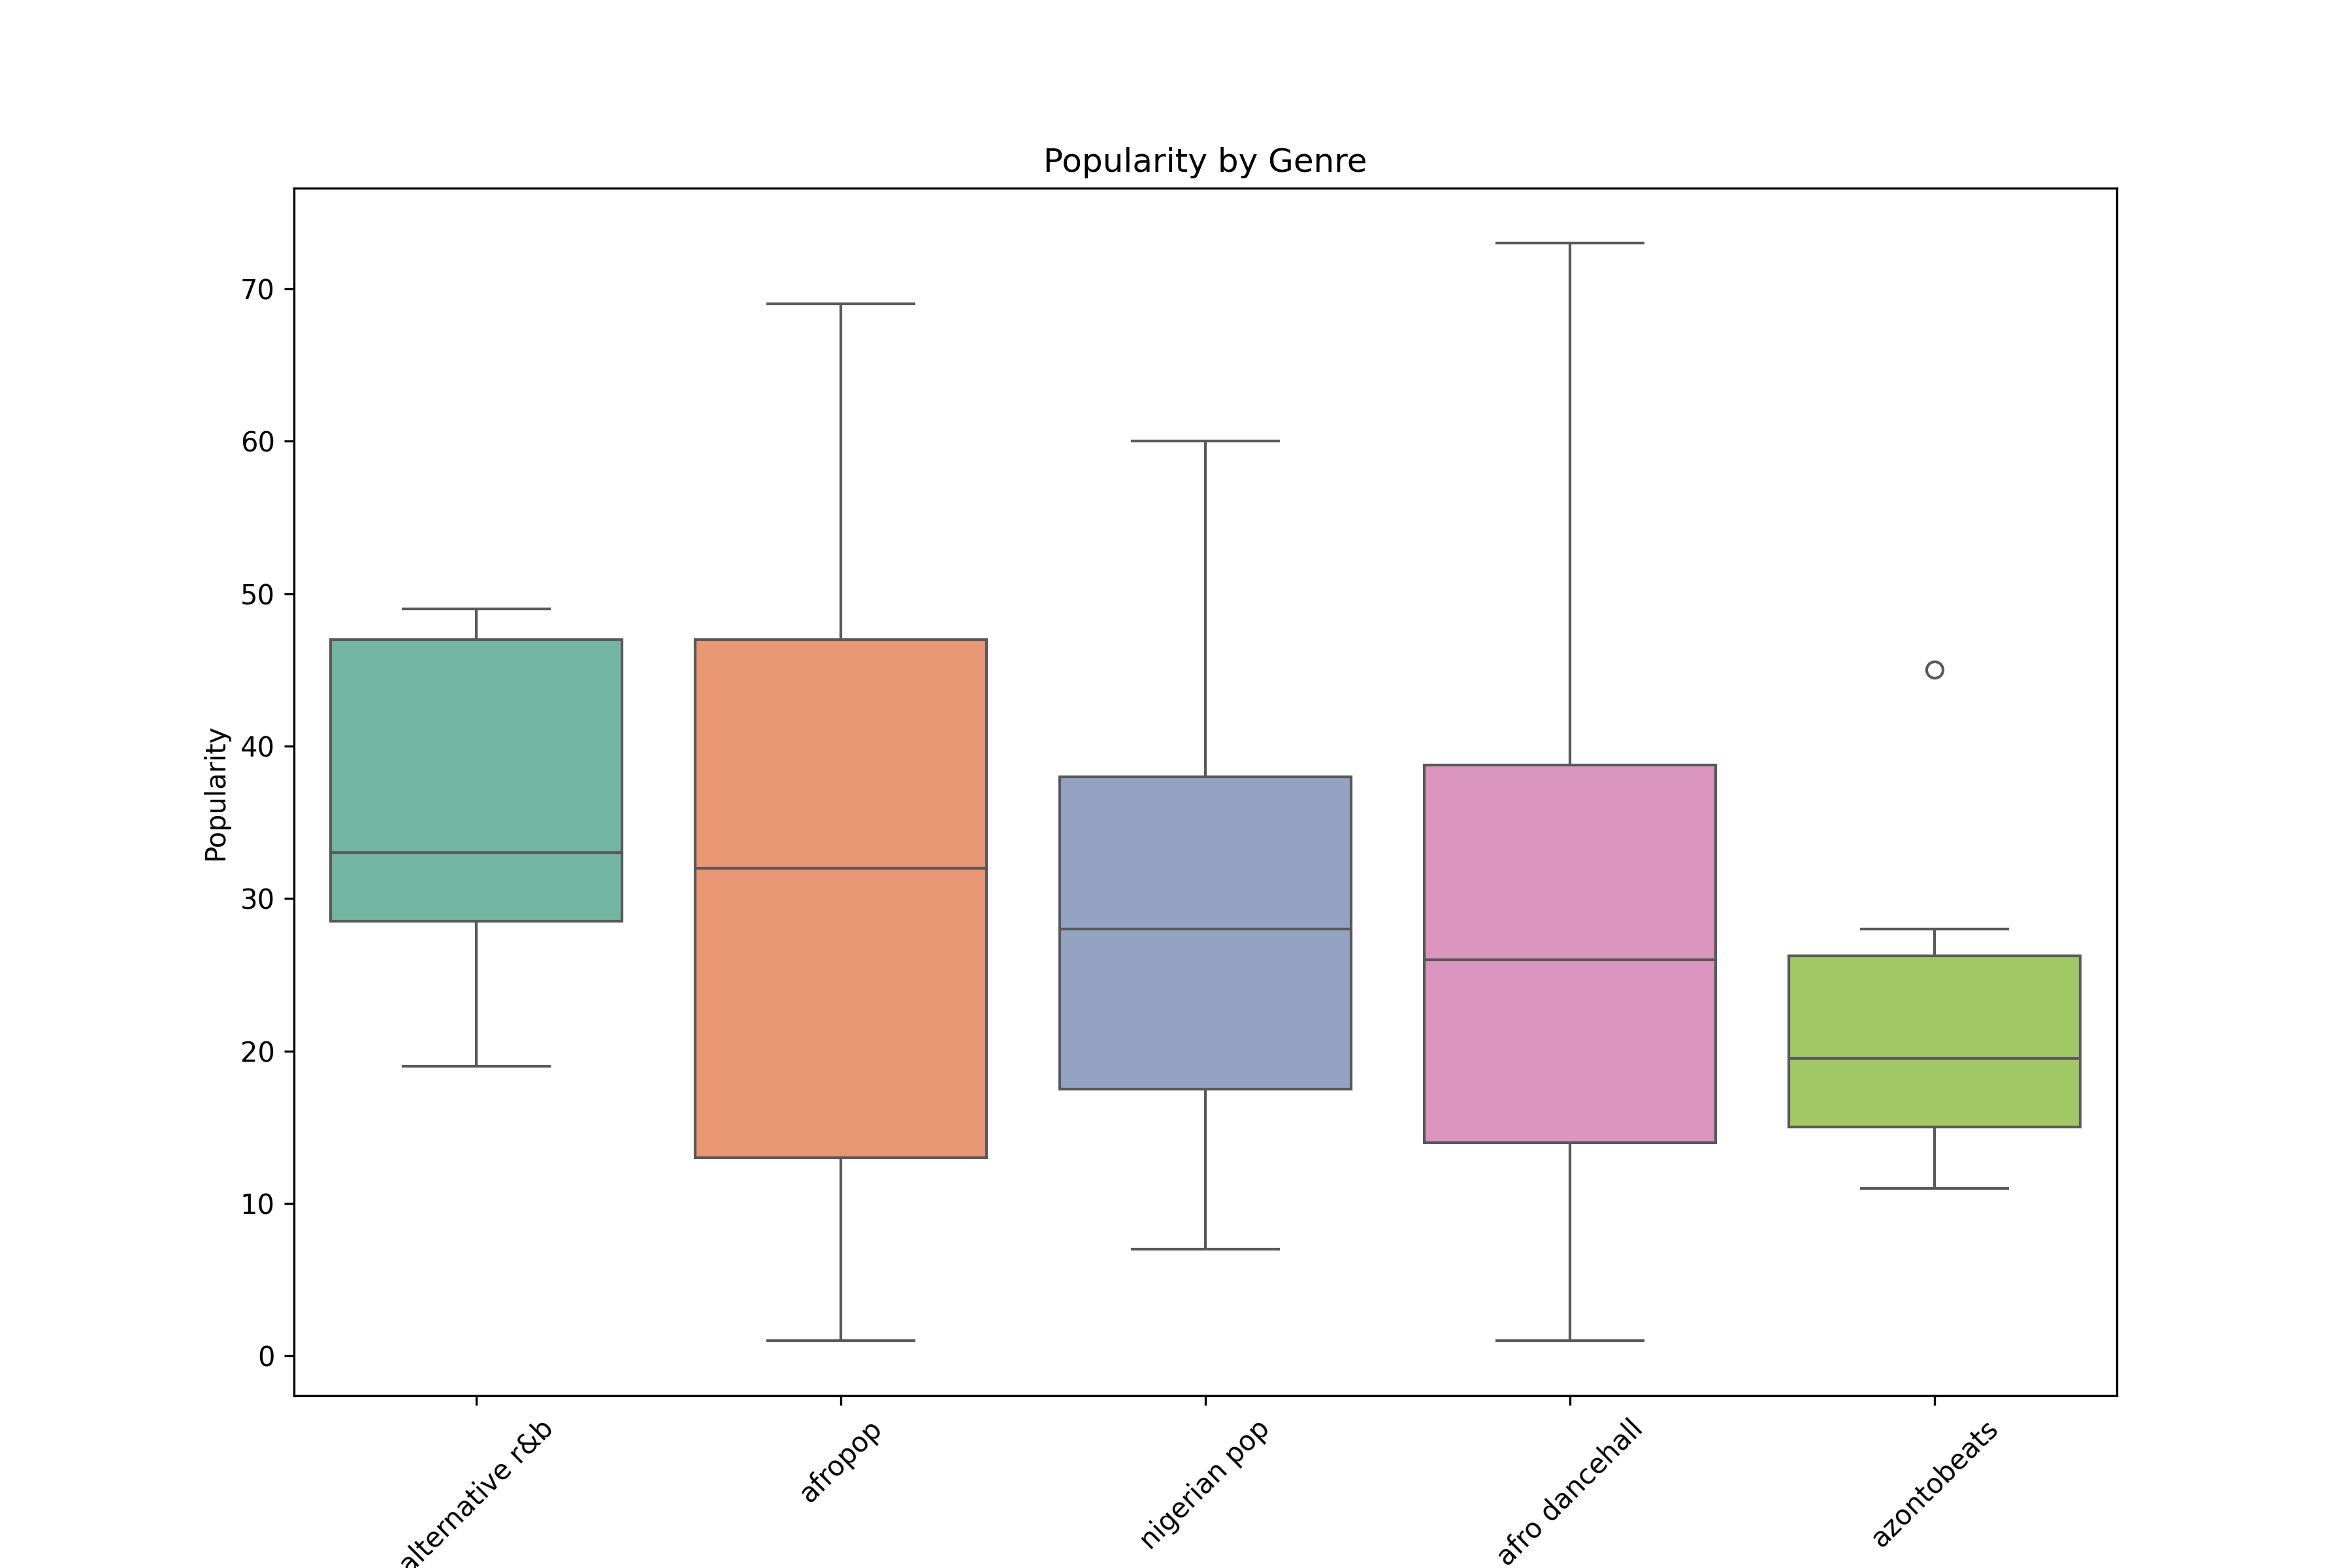 Popularity by Genre
Popularity
70
60
50
40
30
20
10
0
alternative r&b
afropop
nigerian pop
afro dancehall
azontobeats